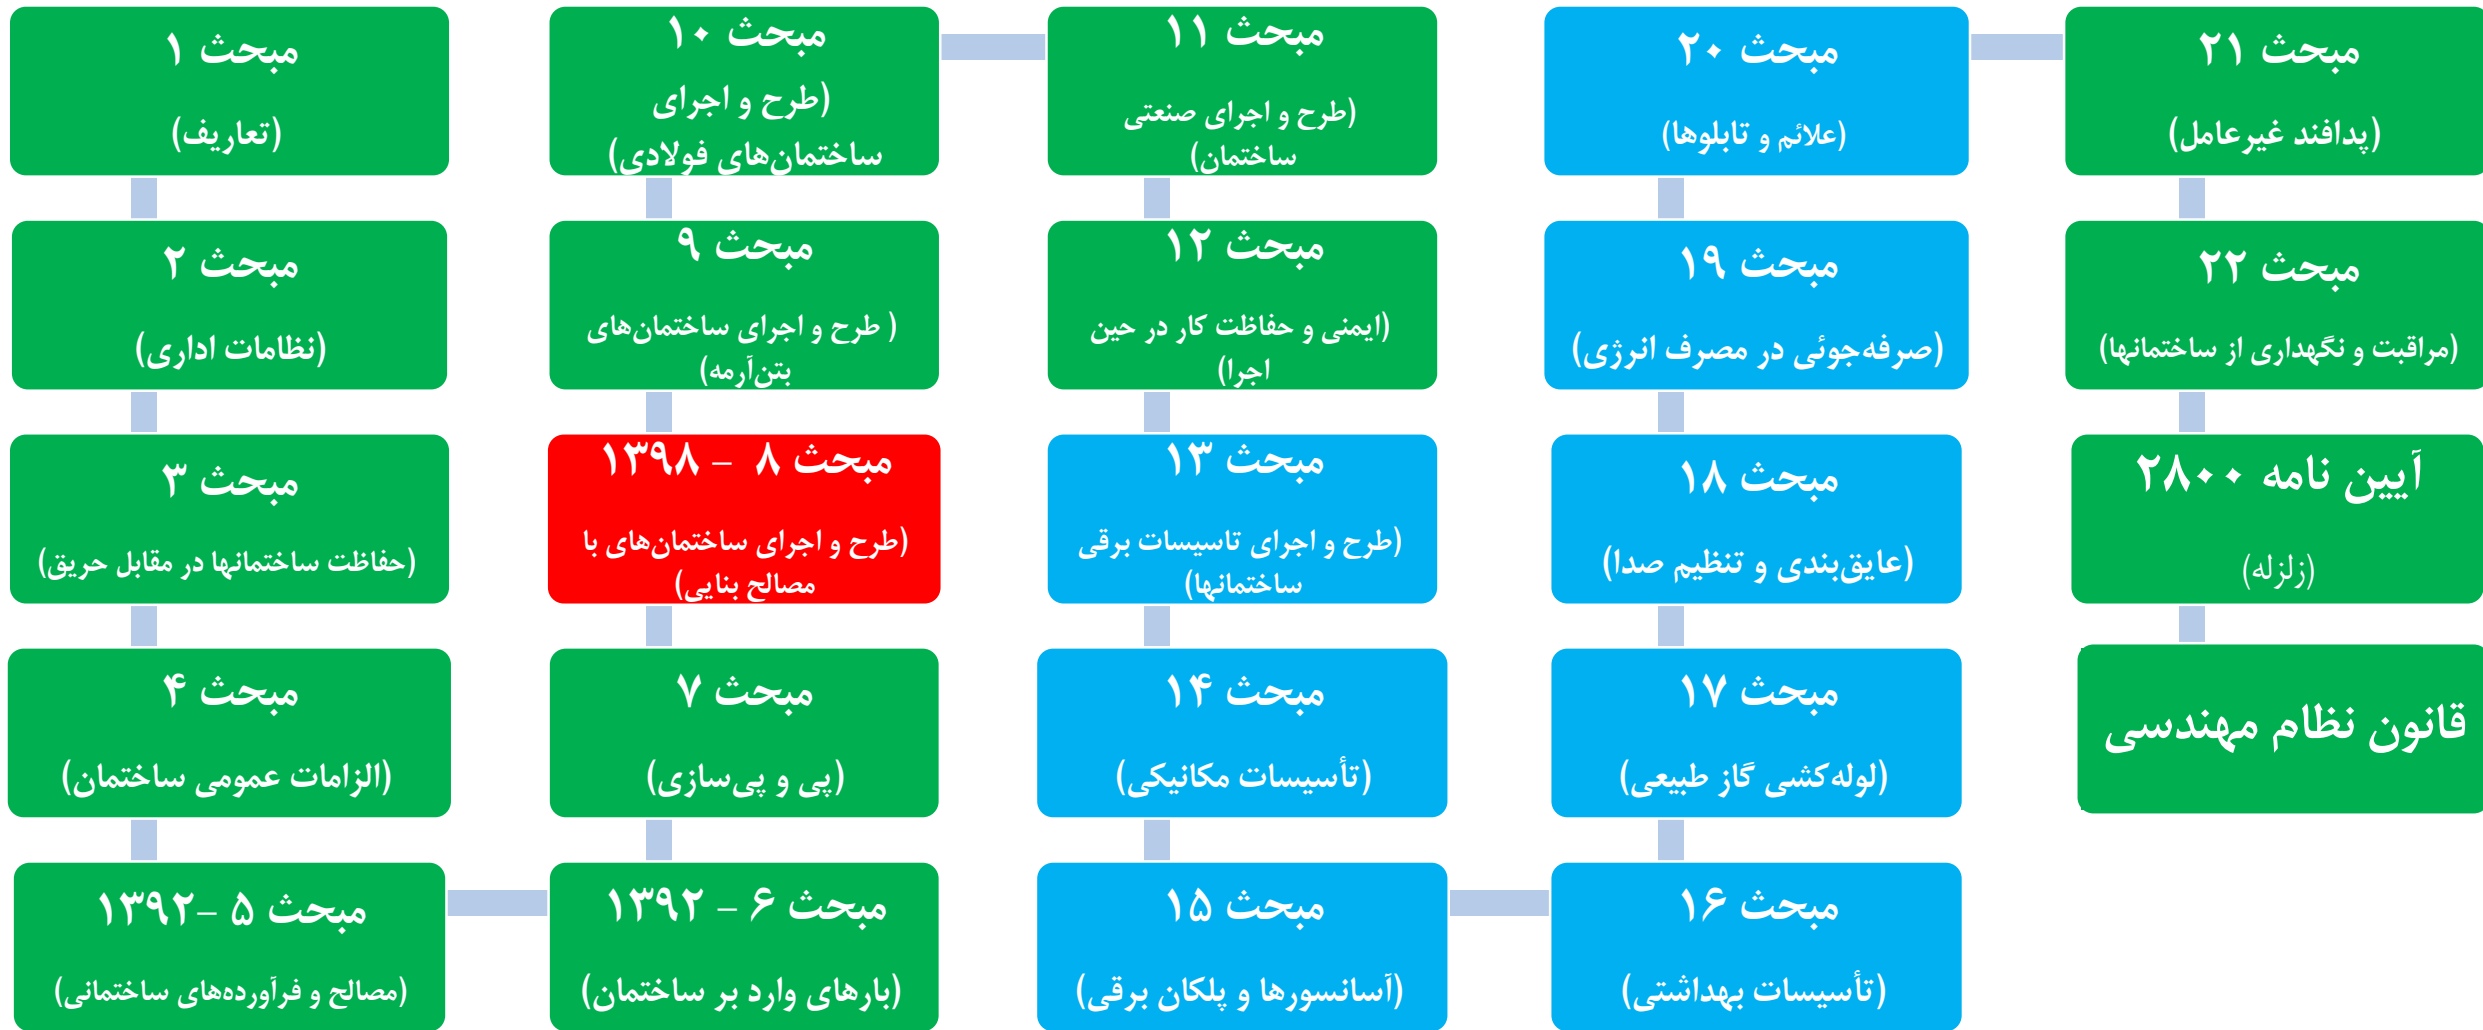 مبحث ۱
(تعاریف)
مبحث ۲
(نظامات اداری)
مبحث ۳
(حفاظت ساختمانها در مقابل حریق)
مبحث ۴
(الزامات عمومی ساختمان)
مبحث ۵ –۱۳۹۲
(مصالح و فرآورده‌های ساختمانی)
مبحث ۶ – ۱۳۹۲
(بارهای وارد بر ساختمان)
مبحث ۷
(پی و پی‌سازی)
مبحث ۸ – ۱۳۹۸
(طرح و اجرای ساختمان‌های با
مصالح بنایی)
مبحث ۹
( طرح و اجرای ساختمان‌های
بتن‌آرمه)
مبحث ۱۰
(طرح و اجرای
ساختمان‌های فولادی)
مبحث ۱۱
(طرح و اجرای صنعتی
ساختمان)
مبحث ۱۲
(ایمنی و حفاظت کار در حین
اجرا)
مبحث ۱۳
(طرح و اجرای تاسیسات برقی
ساختمانها)
مبحث ۱۴
(تأسیسات مکانیکی)
مبحث ۱۵
(آسانسورها و پلکان برقی)
مبحث ۱۶
(تأسیسات بهداشتی)
مبحث ۱۷
(لوله‌کشی گاز طبیعی)
مبحث ۱۸
(عایق‌بندی و تنظیم صدا)
مبحث ۱۹
(صرفه‌جوئی در مصرف انرژی)
مبحث ۲۰
(علائم و تابلوها)
مبحث ۲۱
(پدافند غیرعامل)
مبحث ۲۲
(مراقبت و نگهداری از ساختمانها)
آیین نامه ۲۸۰۰
(زلزله)
قانون نظام مهندسی